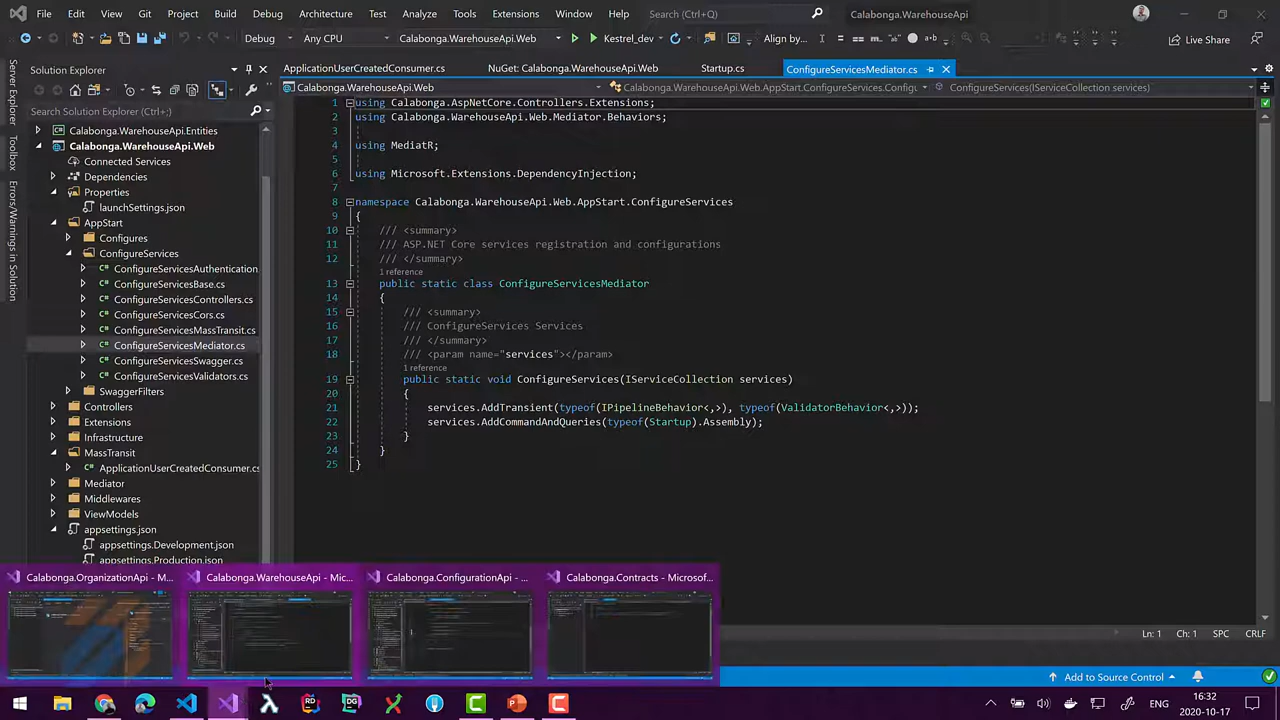 File Edit View Git Project Build Debug Architecture Test Analyze Tools Extensions Window Help Search (Ctrl+Q) Calabonga.WarehouseApi
Debug Any CPU Calabonga.WarehouseApi.Web Kestrel_dev Align by... Live Share
Server Explorer
Toolbox
Errors/Warnings in Solution
Solution Explorer
Search Solution Explorer (Ctrl+;)
Calabonga.WarehouseApi.Entities
Calabonga.WarehouseApi.Web
Connected Services
Dependencies
Properties
launchSettings.json
AppStart
Configures
ConfigureServices
ConfigureServicesAuthentication.
ConfigureServicesBase.cs
ConfigureServicesControllers.cs
ConfigureServicesCors.cs
ConfigureServicesMassTransit.cs
ConfigureServicesMediator.cs
ConfigureServicesSwagger.cs
ConfigureServicesValidators.cs
SwaggerFilters
Controllers
Extensions
Infrastructure
MassTransit
ApplicationUserCreatedConsumer.cs
Mediator
Middlewares
ViewModels
appsettings.json
appsettings.Development.json
appsettings.Production.json
ApplicationUserCreatedConsumer.cs NuGet: Calabonga.WarehouseApi.Web Startup.cs ConfigureServicesMediator.cs
Calabonga.WarehouseApi.Web Calabonga.WarehouseApi.Web.AppStart.ConfigureServices.Configu ConfigureServices(IServiceCollection services)
1 using Calabonga.AspNetCore.Controllers.Extensions;
2 using Calabonga.WarehouseApi.Web.Mediator.Behaviors;
3
4 using MediatR;
5
6 using Microsoft.Extensions.DependencyInjection;
7
8 namespace Calabonga.WarehouseApi.Web.AppStart.ConfigureServices
9 {
10 /// <summary>
11 /// ASP.NET Core services registration and configurations
12 /// </summary>
1 reference
13 public static class ConfigureServicesMediator
14 {
15 /// <summary>
16 /// ConfigureServices Services
17 /// </summary>
18 /// <param name="services"></param>
1 reference
19 public static void ConfigureServices(IServiceCollection services)
20 {
21 services.AddTransient(typeof(IPipelineBehavior<,>), typeof(ValidatorBehavior<,>));
22 services.AddCommandAndQueries(typeof(Startup).Assembly);
23 }
24 }
25 }
Ln: 1 Ch: 1 SPC CRLF
Calabonga.OrganizationApi - M... Calabonga.WarehouseApi - Mic... Calabonga.ConfigurationApi - ... Calabonga.Contracts - Microsof...
Add to Source Control
ENG 16:32
2020-10-17